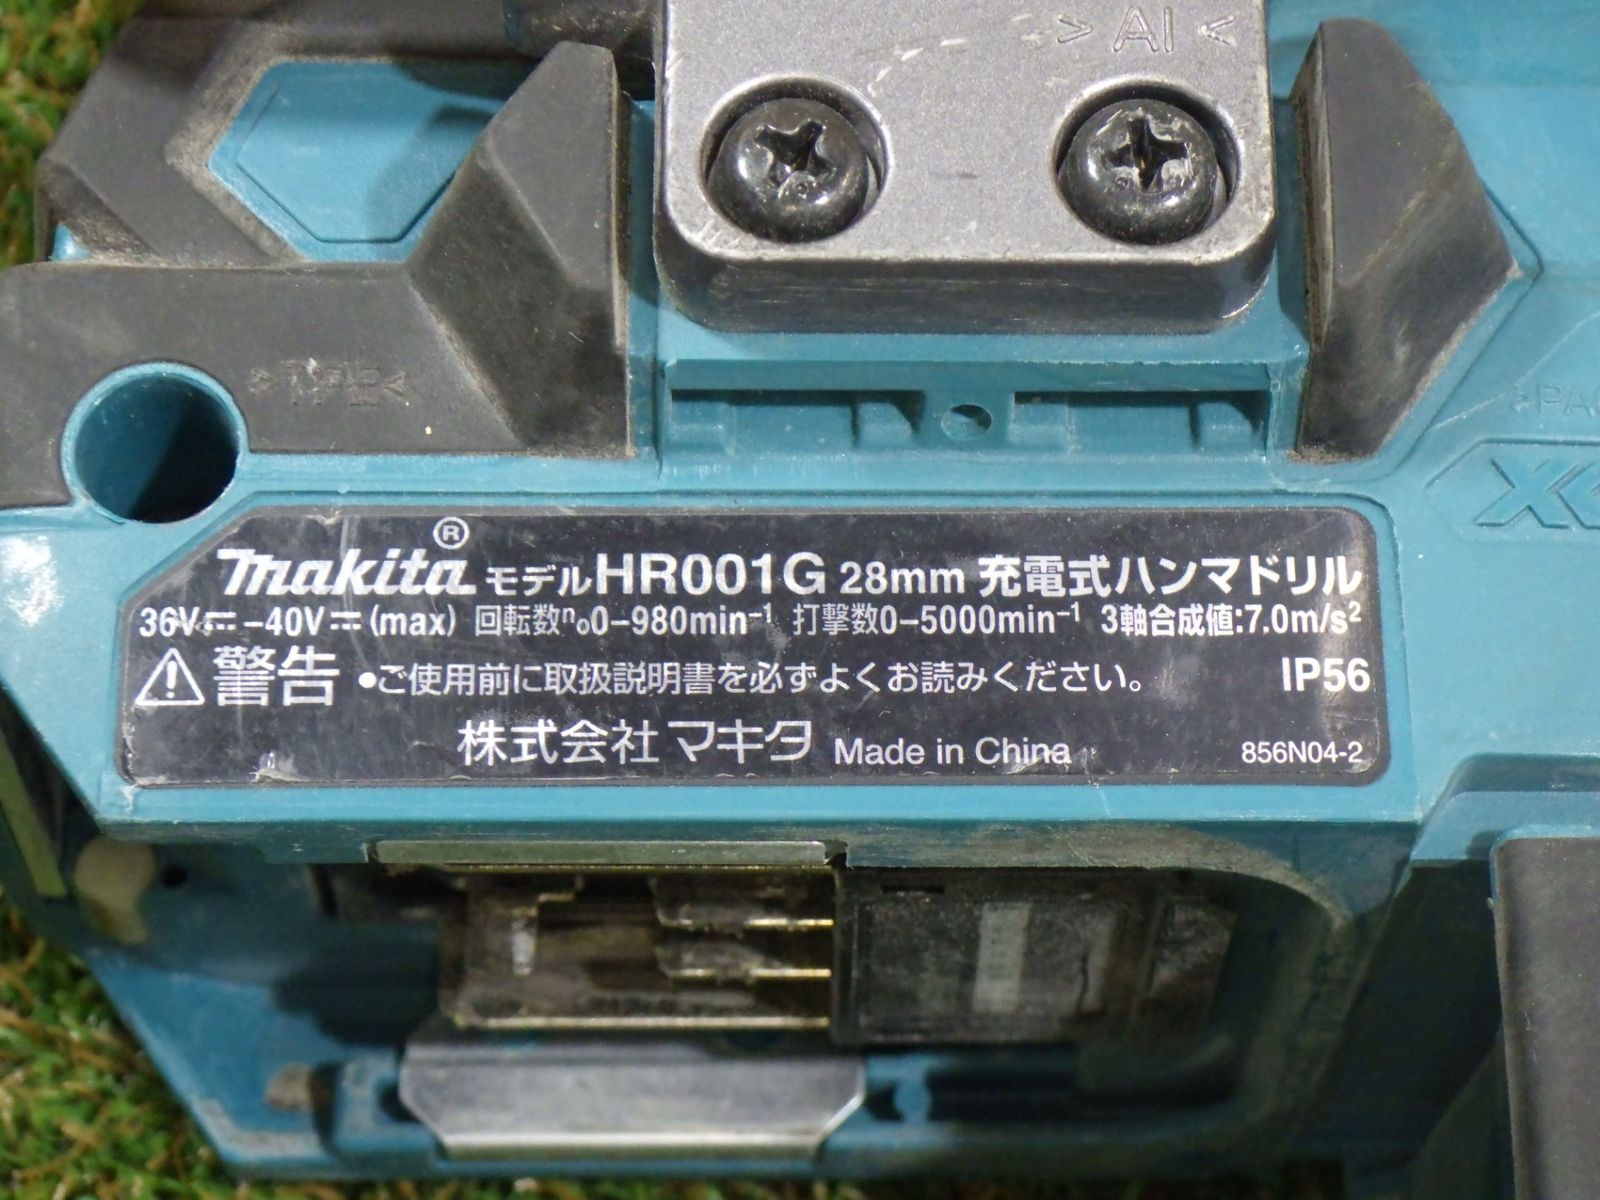 > AI <
>TPE<
makita® モデルHR001G 28mm 充電式ハンマドリル
36V⎓-40V⎓(max) 回転数n₀0-980min⁻¹ 打撃数0-5000min⁻¹ 3軸合成値:7.0m/s²
⚠警告 •ご使用前に取扱説明書を必ずよくお読みください。 IP56
株式会社マキタ Made in China 856N04-2